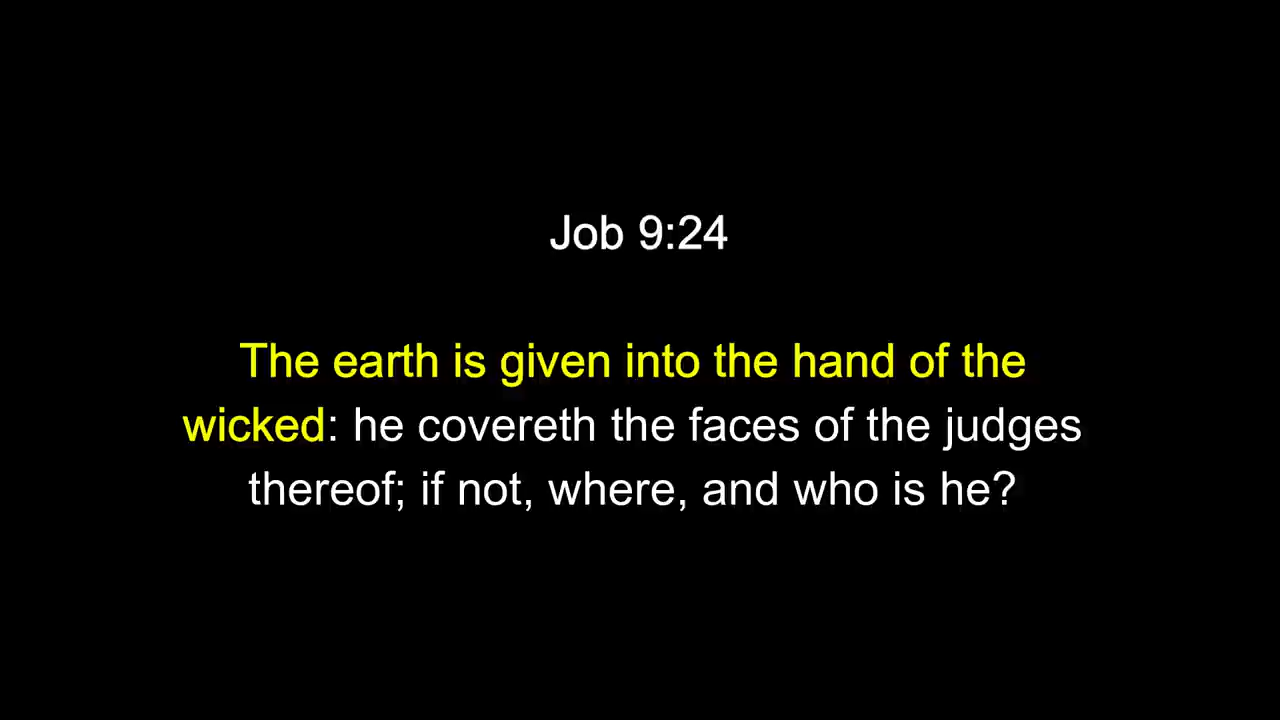 Job 9:24
The earth is given into the hand of the
wicked: he covereth the faces of the judges
thereof; if not, where, and who is he?